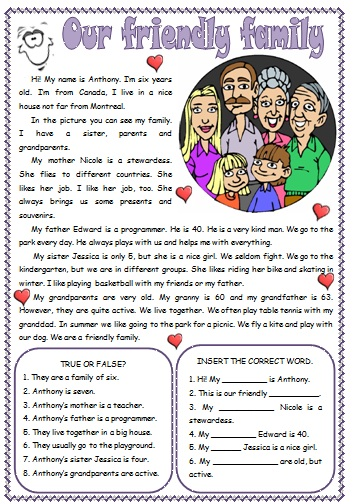 Our friendly family
Hi! My name is Anthony. I'm six years
old. I'm from Canada, I live in a nice
house not far from Montreal.
In the picture you can see my family.
I have a sister, parents and
grandparents.
My mother Nicole is a stewardess.
She flies to different countries. She
likes her job. I like her job, too. She
always brings us some presents and
souvenirs.
My father Edward is a programmer. He is 40. He is a very kind man. We go to the
park every day. He always plays with us and helps me with everything.
My sister Jessica is only 5, but she is a nice girl. We seldom fight. We go to the
kindergarten, but we are in different groups. She likes riding her bike and skating in
winter. I like playing basketball with my friends or my father.
My grandparents are very old. My granny is 60 and my grandfather is 63.
However, they are quite active. We live together. We often play table tennis with my
granddad. In summer we like going to the park for a picnic. We fly a kite and play with
our dog. We are a friendly family.
TRUE OR FALSE?
1. They are a family of six.
2. Anthony is seven.
3. Anthony's mother is a teacher.
4. Anthony's father is a programmer.
5. They live together in a big house.
6. They usually go to the playground.
7. Anthony's sister Jessica is four.
8. Anthony's grandparents are active.
INSERT THE CORRECT WORD.
1. Hi! My _________ is Anthony.
2. This is our friendly _________.
3. My _________ Nicole is a
stewardess.
4. My _________ Edward is 40.
5. My ______ Jessica is a nice girl.
6. My ____________ are old, but
active.